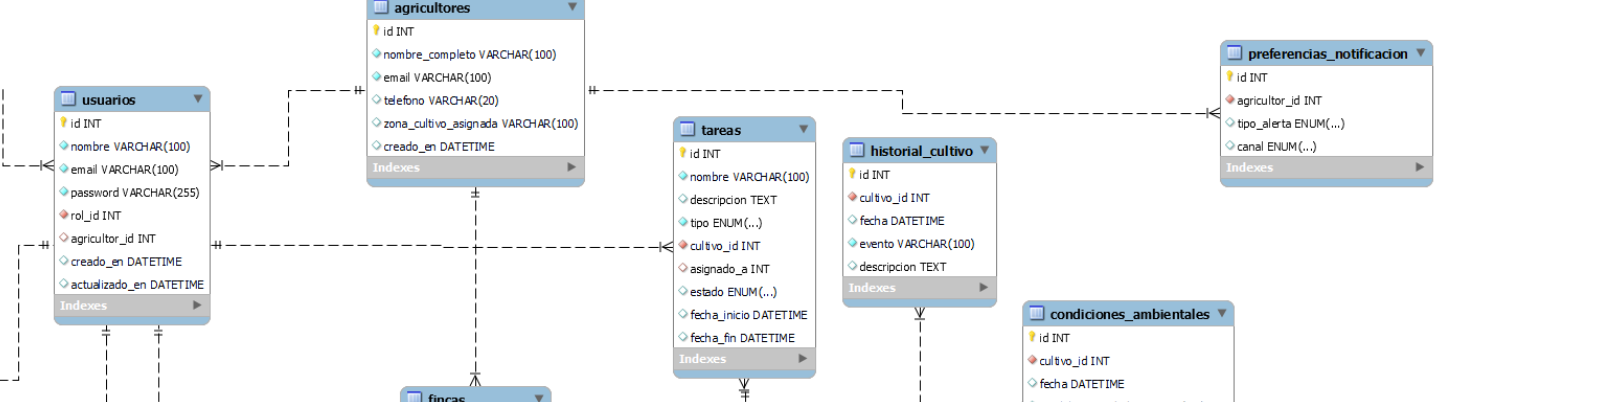 agricultores
id INT
nombre_completo VARCHAR(100)
email VARCHAR(100)
telefono VARCHAR(20)
zona_cultivo_asignada VARCHAR(100)
creado_en DATETIME
Indexes
preferencias_notificacion
id INT
agricultor_id INT
tipo_alerta ENUM(...)
canal ENUM(...)
Indexes
usuarios
id INT
nombre VARCHAR(100)
email VARCHAR(100)
password VARCHAR(255)
rol_id INT
agricultor_id INT
creado_en DATETIME
actualizado_en DATETIME
Indexes
tareas
id INT
nombre VARCHAR(100)
descripcion TEXT
tipo ENUM(...)
cultivo_id INT
asignado_a INT
estado ENUM(...)
fecha_inicio DATETIME
fecha_fin DATETIME
Indexes
historial_cultivo
id INT
cultivo_id INT
fecha DATETIME
evento VARCHAR(100)
descripcion TEXT
Indexes
condiciones_ambientales
id INT
cultivo_id INT
fecha DATETIME
fincas